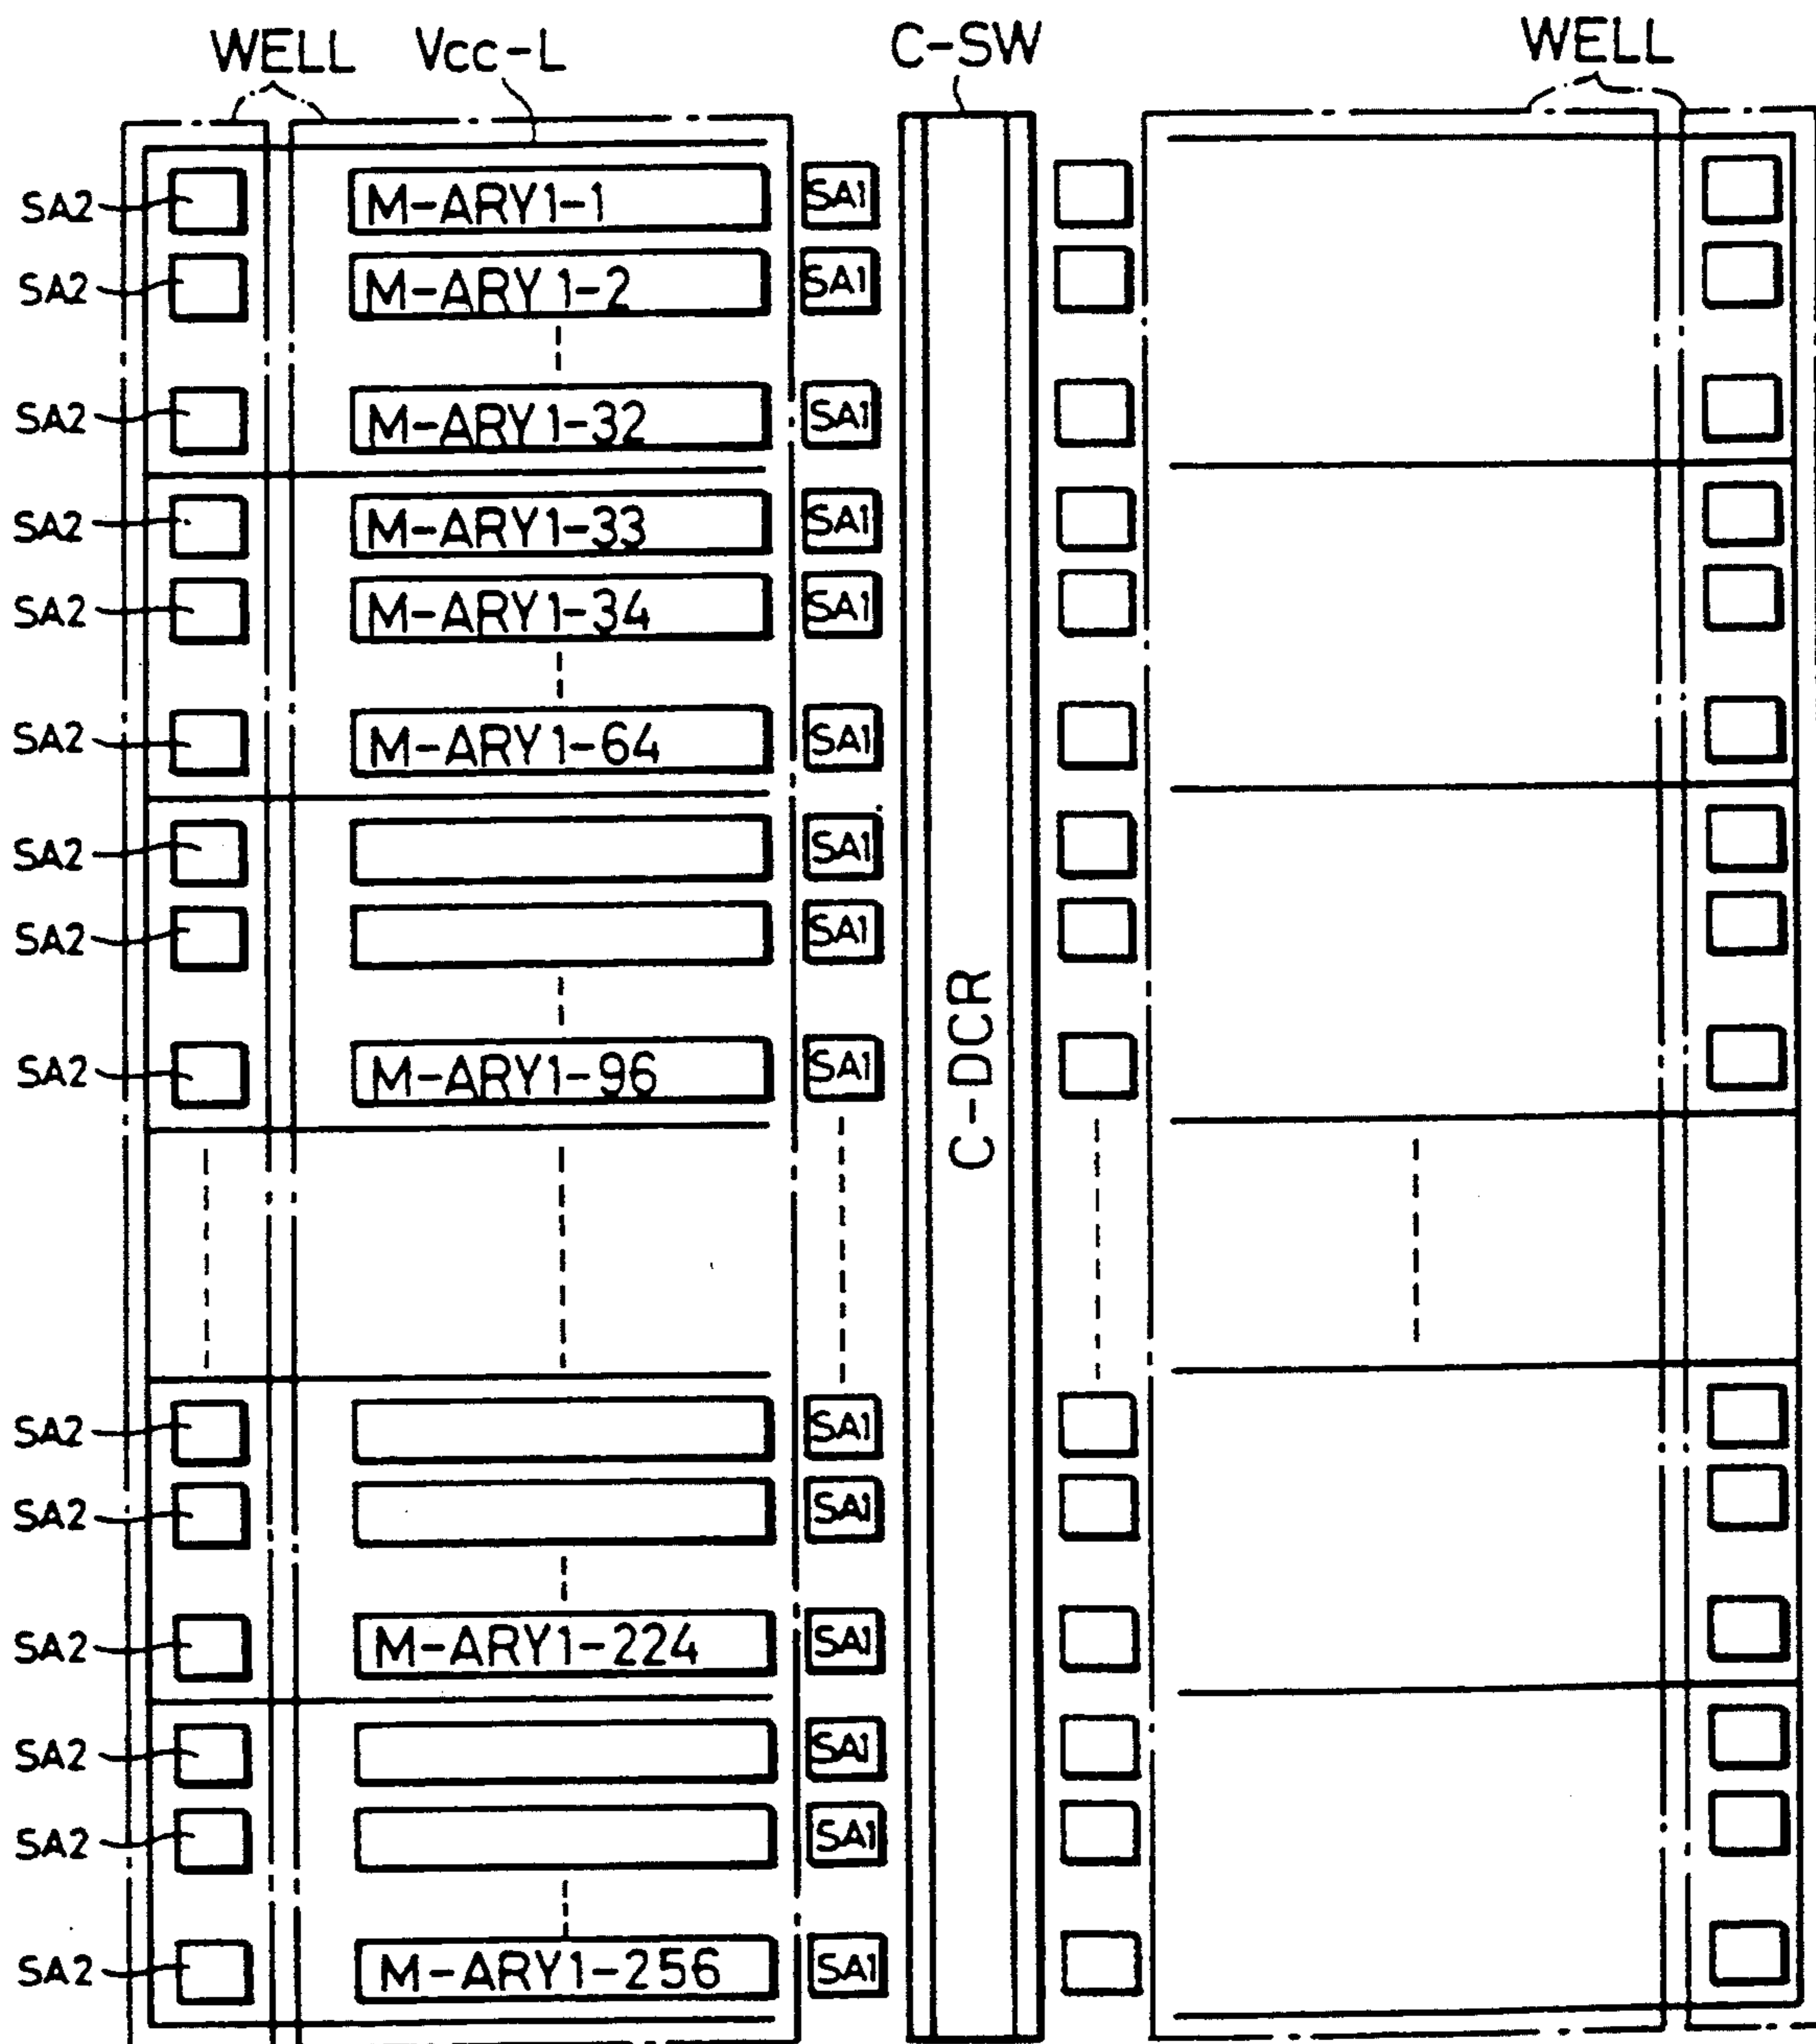 WELL Vcc-L C-SW WELL
SA2 M-ARY1-1 SA1
SA2 M-ARY1-2 SA1
SA2 M-ARY1-32 SA1
SA2 M-ARY1-33 SA1
SA2 M-ARY1-34 SA1
SA2 M-ARY1-64 SA1
SA2 SA1
SA2 SA1
SA2 M-ARY1-96 SA1
C-DCR
SA2 SA1
SA2 SA1
SA2 M-ARY1-224 SA1
SA2 SA1
SA2 SA1
SA2 M-ARY1-256 SA1